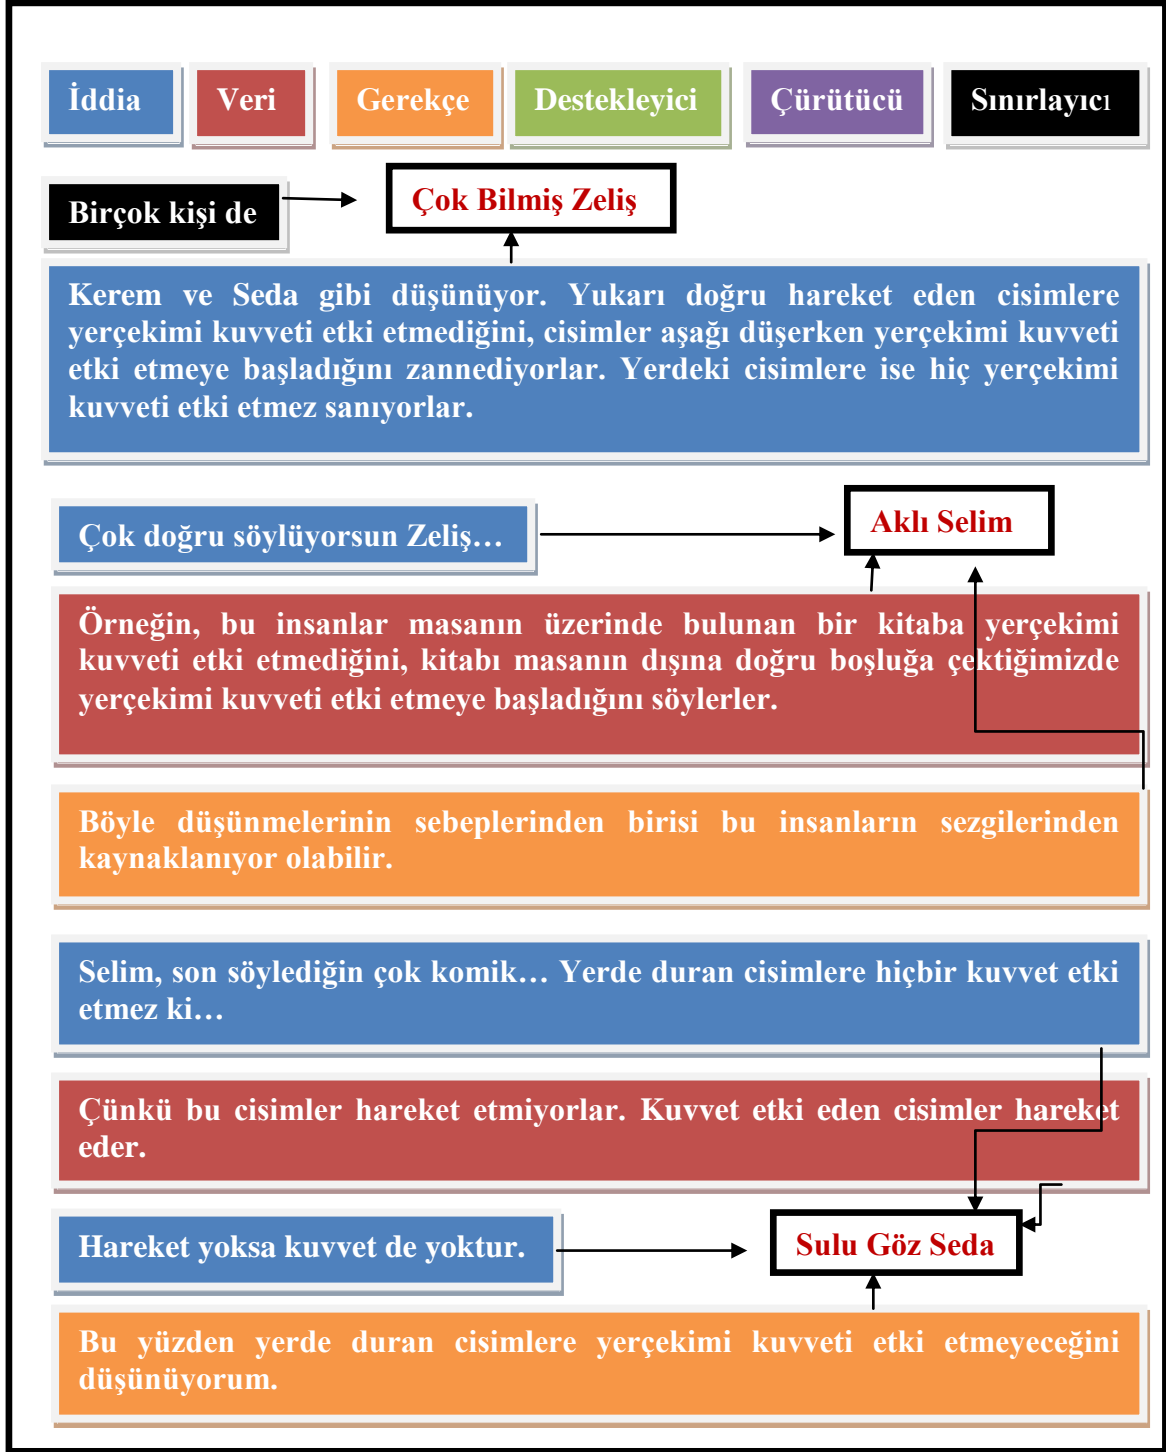 İddia Veri Gerekçe Destekleyici Çürütücü Sınırlayıcı
Birçok kişi de
Çok Bilmiş Zeliş
Kerem ve Seda gibi düşünüyor. Yukarı doğru hareket eden cisimlere
yerçekimi kuvveti etki etmediğini, cisimler aşağı düşerken yerçekimi kuvveti
etki etmeye başladığını zannediyorlar. Yerdeki cisimlere ise hiç yerçekimi
kuvveti etki etmez sanıyorlar.
Çok doğru söylüyorsun Zeliş…
Aklı Selim
Örneğin, bu insanlar masanın üzerinde bulunan bir kitaba yerçekimi
kuvveti etki etmediğini, kitabı masanın dışına doğru boşluğa çektiğimizde
yerçekimi kuvveti etki etmeye başladığını söylerler.
Böyle düşünmelerinin sebeplerinden birisi bu insanların sezgilerinden
kaynaklanıyor olabilir.
Selim, son söylediğin çok komik… Yerde duran cisimlere hiçbir kuvvet etki
etmez ki…
Çünkü bu cisimler hareket etmiyorlar. Kuvvet etki eden cisimler hareket
eder.
Hareket yoksa kuvvet de yoktur.
Sulu Göz Seda
Bu yüzden yerde duran cisimlere yerçekimi kuvveti etki etmeyeceğini
düşünüyorum.